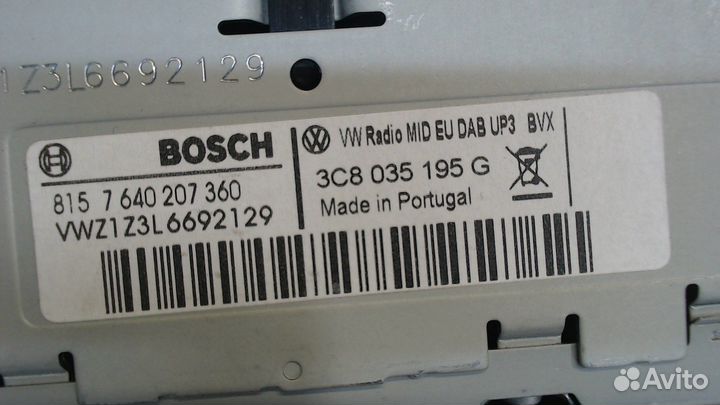 1Z3L6692129
BOSCH
815 7 640 207 360
VWZ1Z3L6692129
VW Radio MID EU DAB UP3 BVX
3C8 035 195 G
Made in Portugal
Avito